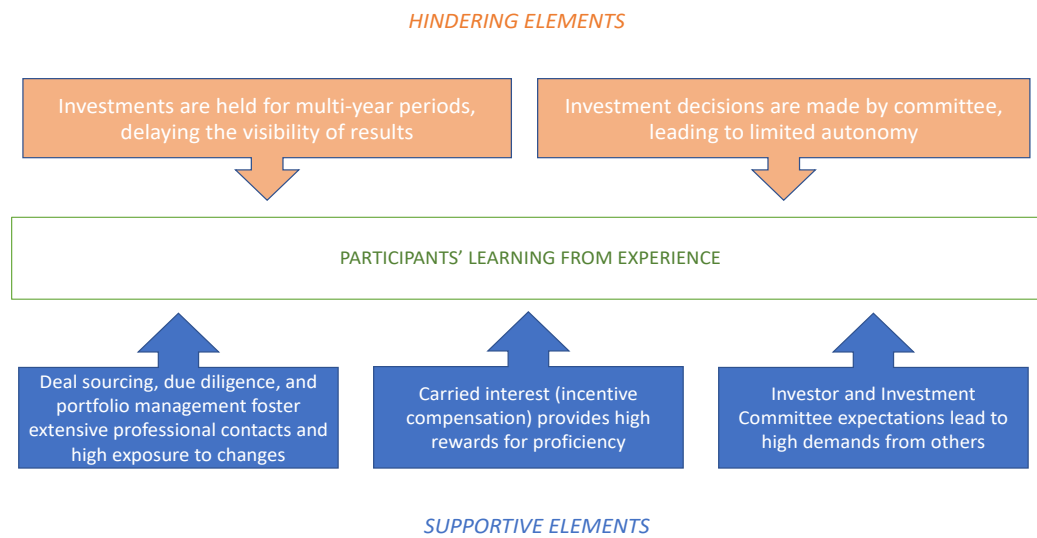 HINDERING ELEMENTS
Investments are held for multi-year periods,
delaying the visibility of results
Investment decisions are made by committee,
leading to limited autonomy
PARTICIPANTS’ LEARNING FROM EXPERIENCE
Deal sourcing, due diligence, and
portfolio management foster
extensive professional contacts and
high exposure to changes
Carried interest (incentive
compensation) provides high
rewards for proficiency
Investor and Investment
Committee expectations lead to
high demands from others
SUPPORTIVE ELEMENTS